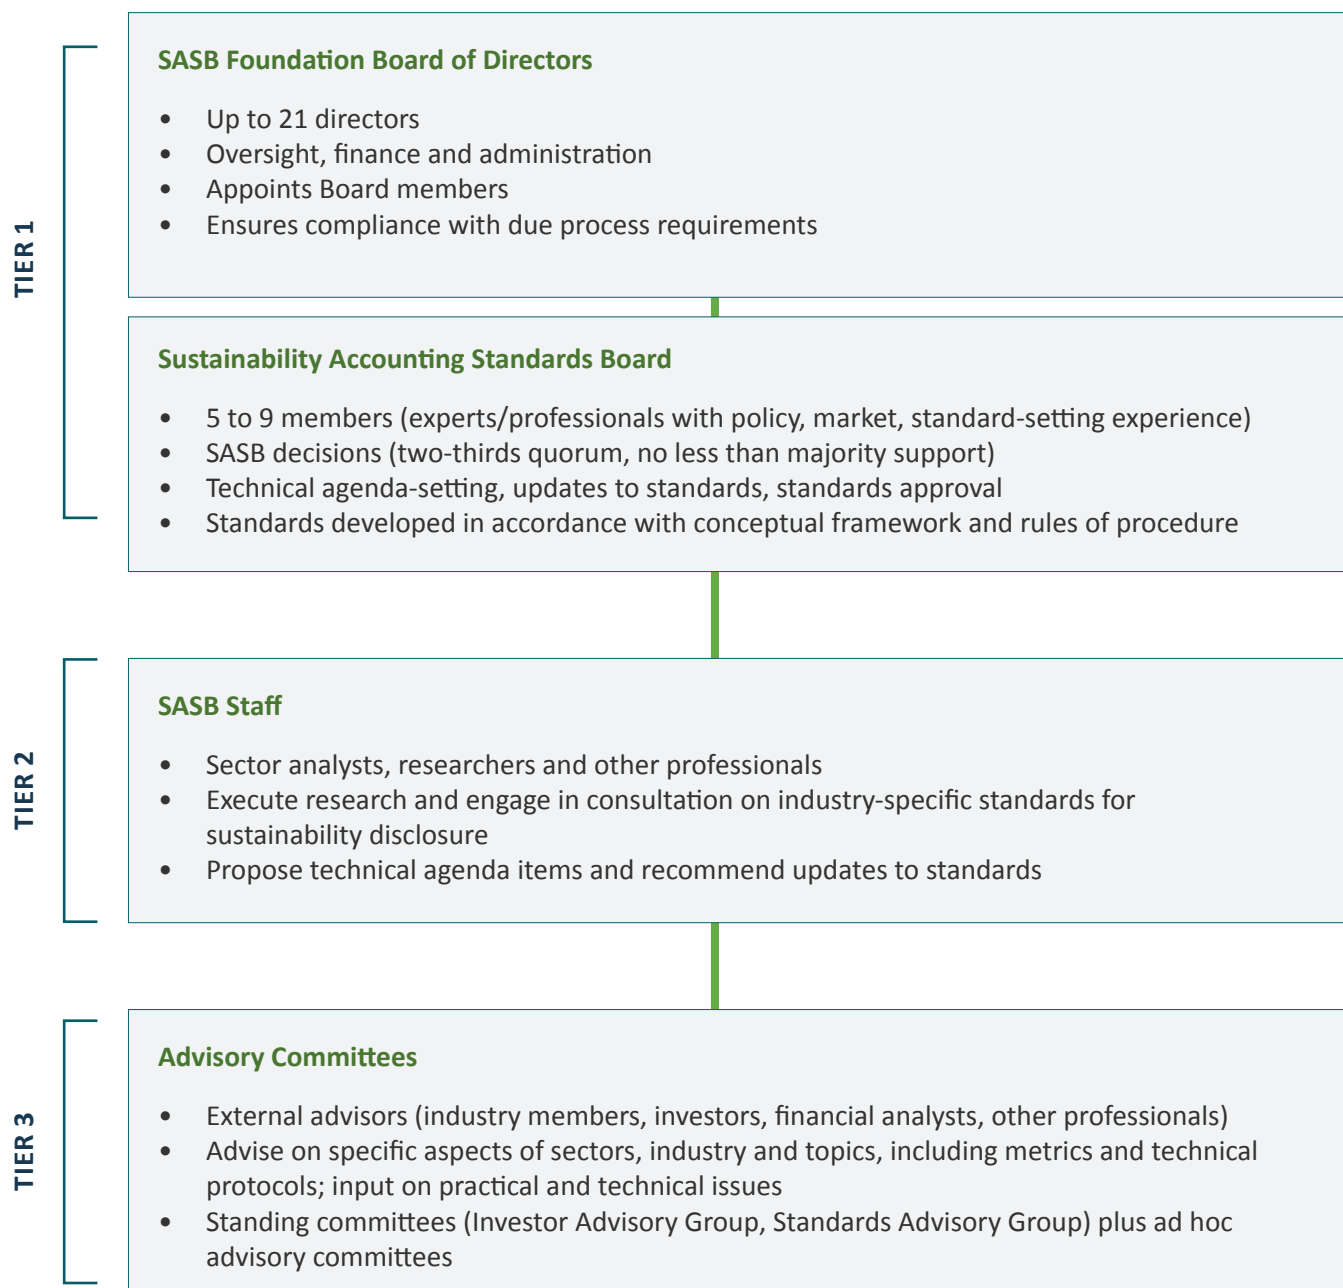 TIER 1
SASB Foundation Board of Directors
• Up to 21 directors
• Oversight, finance and administration
• Appoints Board members
• Ensures compliance with due process requirements
Sustainability Accounting Standards Board
• 5 to 9 members (experts/professionals with policy, market, standard-setting experience)
• SASB decisions (two-thirds quorum, no less than majority support)
• Technical agenda-setting, updates to standards, standards approval
• Standards developed in accordance with conceptual framework and rules of procedure
TIER 2
SASB Staff
• Sector analysts, researchers and other professionals
• Execute research and engage in consultation on industry-specific standards for
sustainability disclosure
• Propose technical agenda items and recommend updates to standards
TIER 3
Advisory Committees
• External advisors (industry members, investors, financial analysts, other professionals)
• Advise on specific aspects of sectors, industry and topics, including metrics and technical
protocols; input on practical and technical issues
• Standing committees (Investor Advisory Group, Standards Advisory Group) plus ad hoc
advisory committees